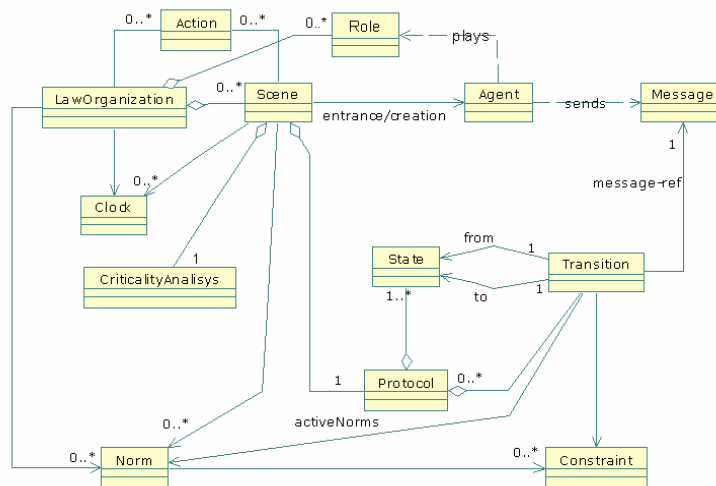 0..*
Action
0..*
0..*
Role
plays
LawOrganization
0..*
Scene
entrance/creation
Agent
sends
Message
1
0..*
Clock
message-ref
1
CriticalityAnalisys
State
from
1
to
1
Transition
1..*
1
Protocol
0..*
activeNorms
0..*
0..*
Norm
0..*
Constraint